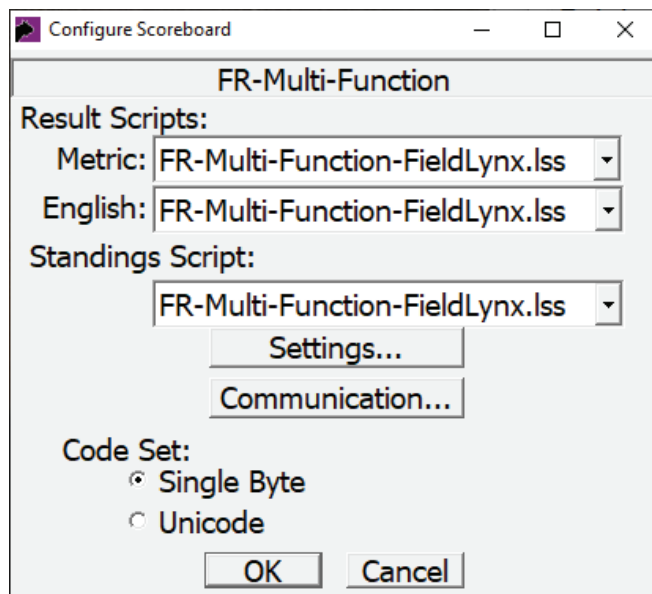 Configure Scoreboard
FR-Multi-Function
Result Scripts:
Metric: FR-Multi-Function-FieldLynx.lss
English: FR-Multi-Function-FieldLynx.lss
Standings Script:
FR-Multi-Function-FieldLynx.lss
Settings...
Communication...
Code Set:
Single Byte
Unicode
OK Cancel